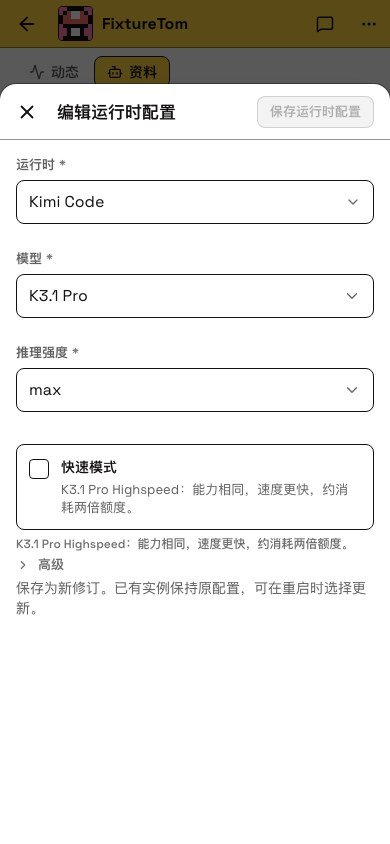 FixtureTom
动态
资料
编辑运行时配置
保存运行时配置
运行时 *
Kimi Code
模型 *
K3.1 Pro
推理强度 *
max
快速模式
K3.1 Pro Highspeed：能力相同，速度更快，约消
耗两倍额度。
K3.1 Pro Highspeed：能力相同，速度更快，约消耗两倍额度。
高级
保存为新修订。已有实例保持原配置，可在重启时选择更
新。